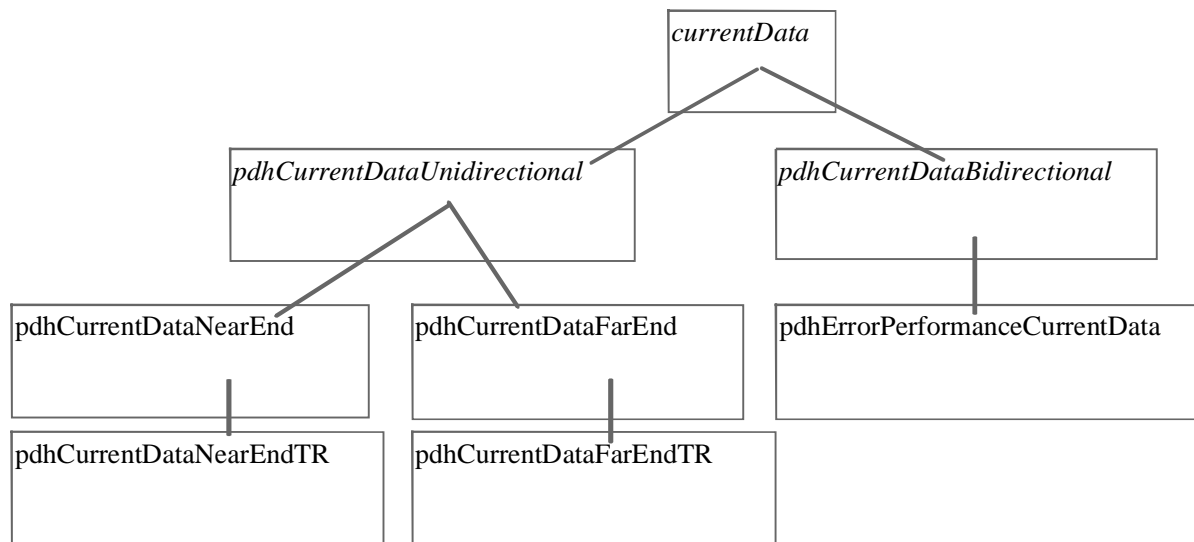 currentData
pdhCurrentDataUnidirectional
pdhCurrentDataBidirectional
pdhCurrentDataNearEnd
pdhCurrentDataFarEnd
pdhErrorPerformanceCurrentData
pdhCurrentDataNearEndTR
pdhCurrentDataFarEndTR